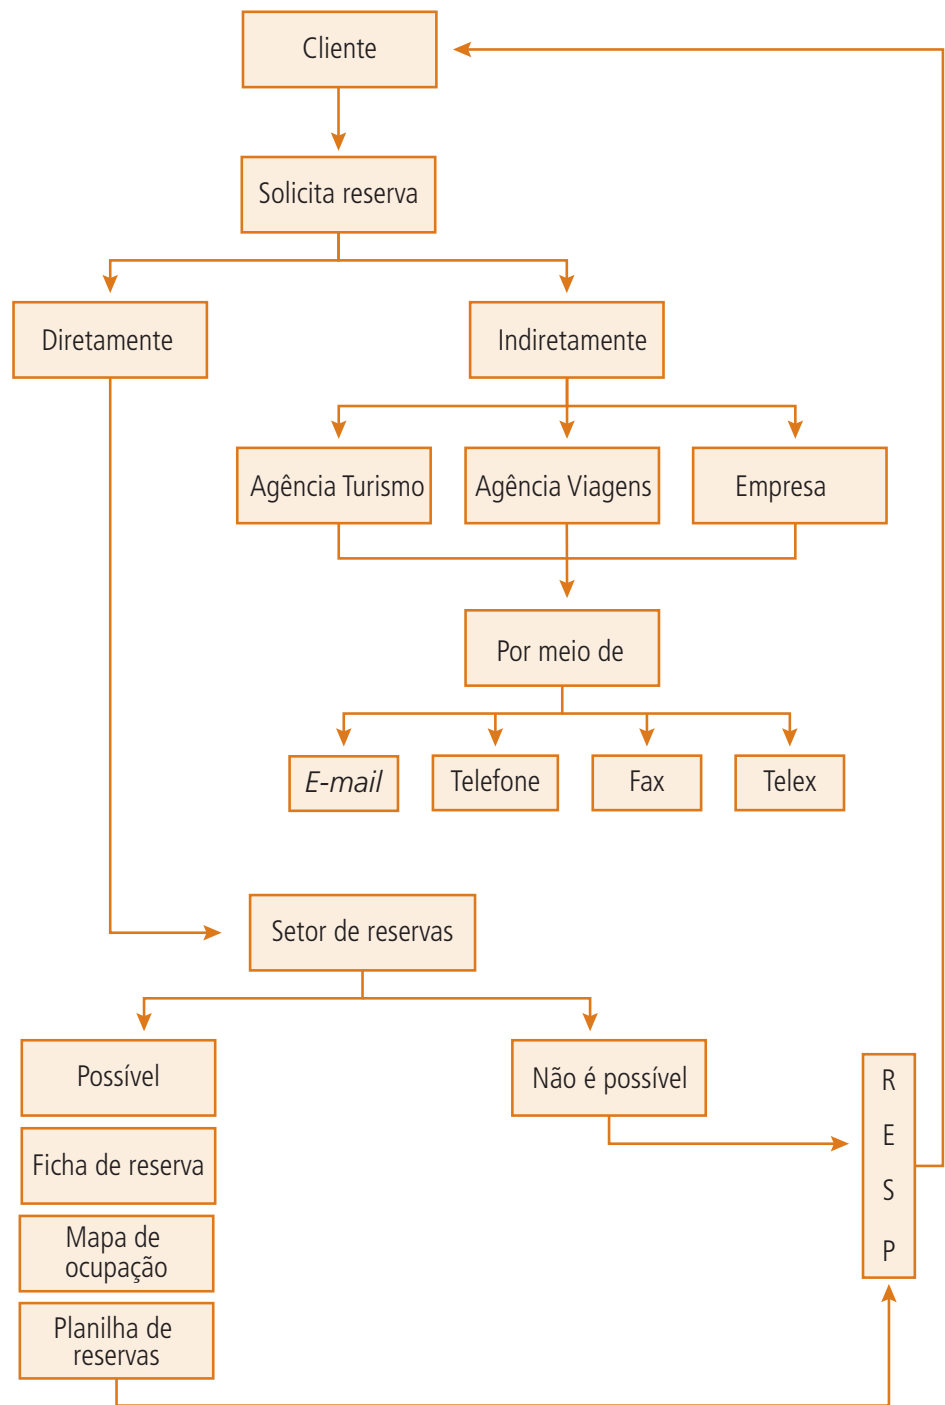 Cliente
Solicita reserva
Diretamente
Indiretamente
Agência Turismo
Agência Viagens
Empresa
Por meio de
E-mail
Telefone
Fax
Telex
Setor de reservas
Possível
Não é possível
Ficha de reserva
Mapa de
ocupação
Planilha de
reservas
R
E
S
P